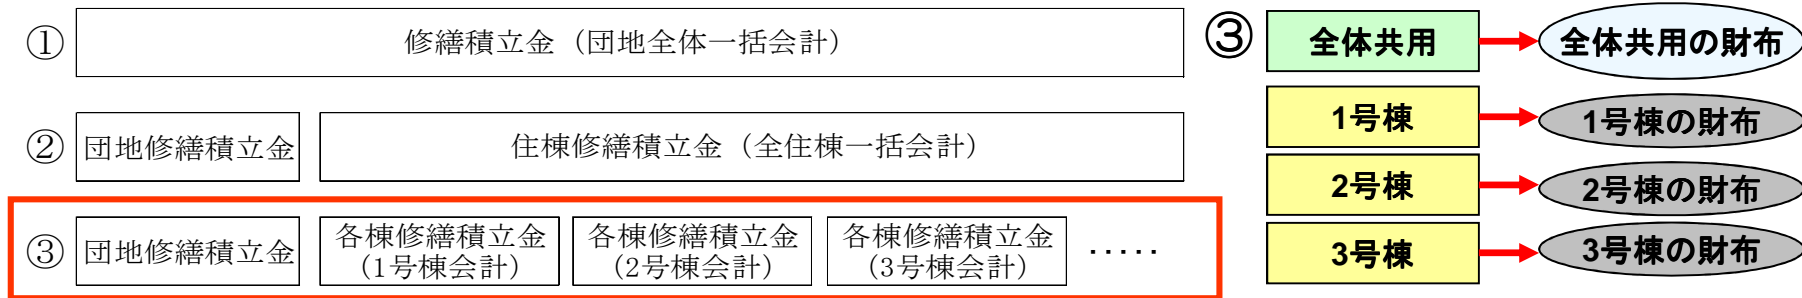 ① 修繕積立金（団地全体一括会計）
② 団地修繕積立金 住棟修繕積立金（全住棟一括会計）
③ 団地修繕積立金 各棟修繕積立金 各棟修繕積立金 各棟修繕積立金 ・・・・・
（1号棟会計） （2号棟会計） （3号棟会計）
③ 全体共用 全体共用の財布
1号棟 1号棟の財布
2号棟 2号棟の財布
3号棟 3号棟の財布